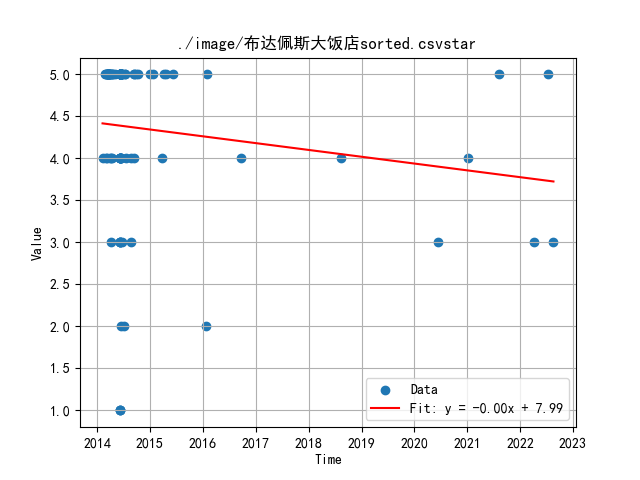 ./image/布达佩斯大饭店sorted.csvstar
5.0
4.5
4.0
3.5
3.0
2.5
2.0
1.5
1.0
Value
Data
Fit: y = -0.00x + 7.99
2014 2015 2016 2017 2018 2019 2020 2021 2022 2023
Time